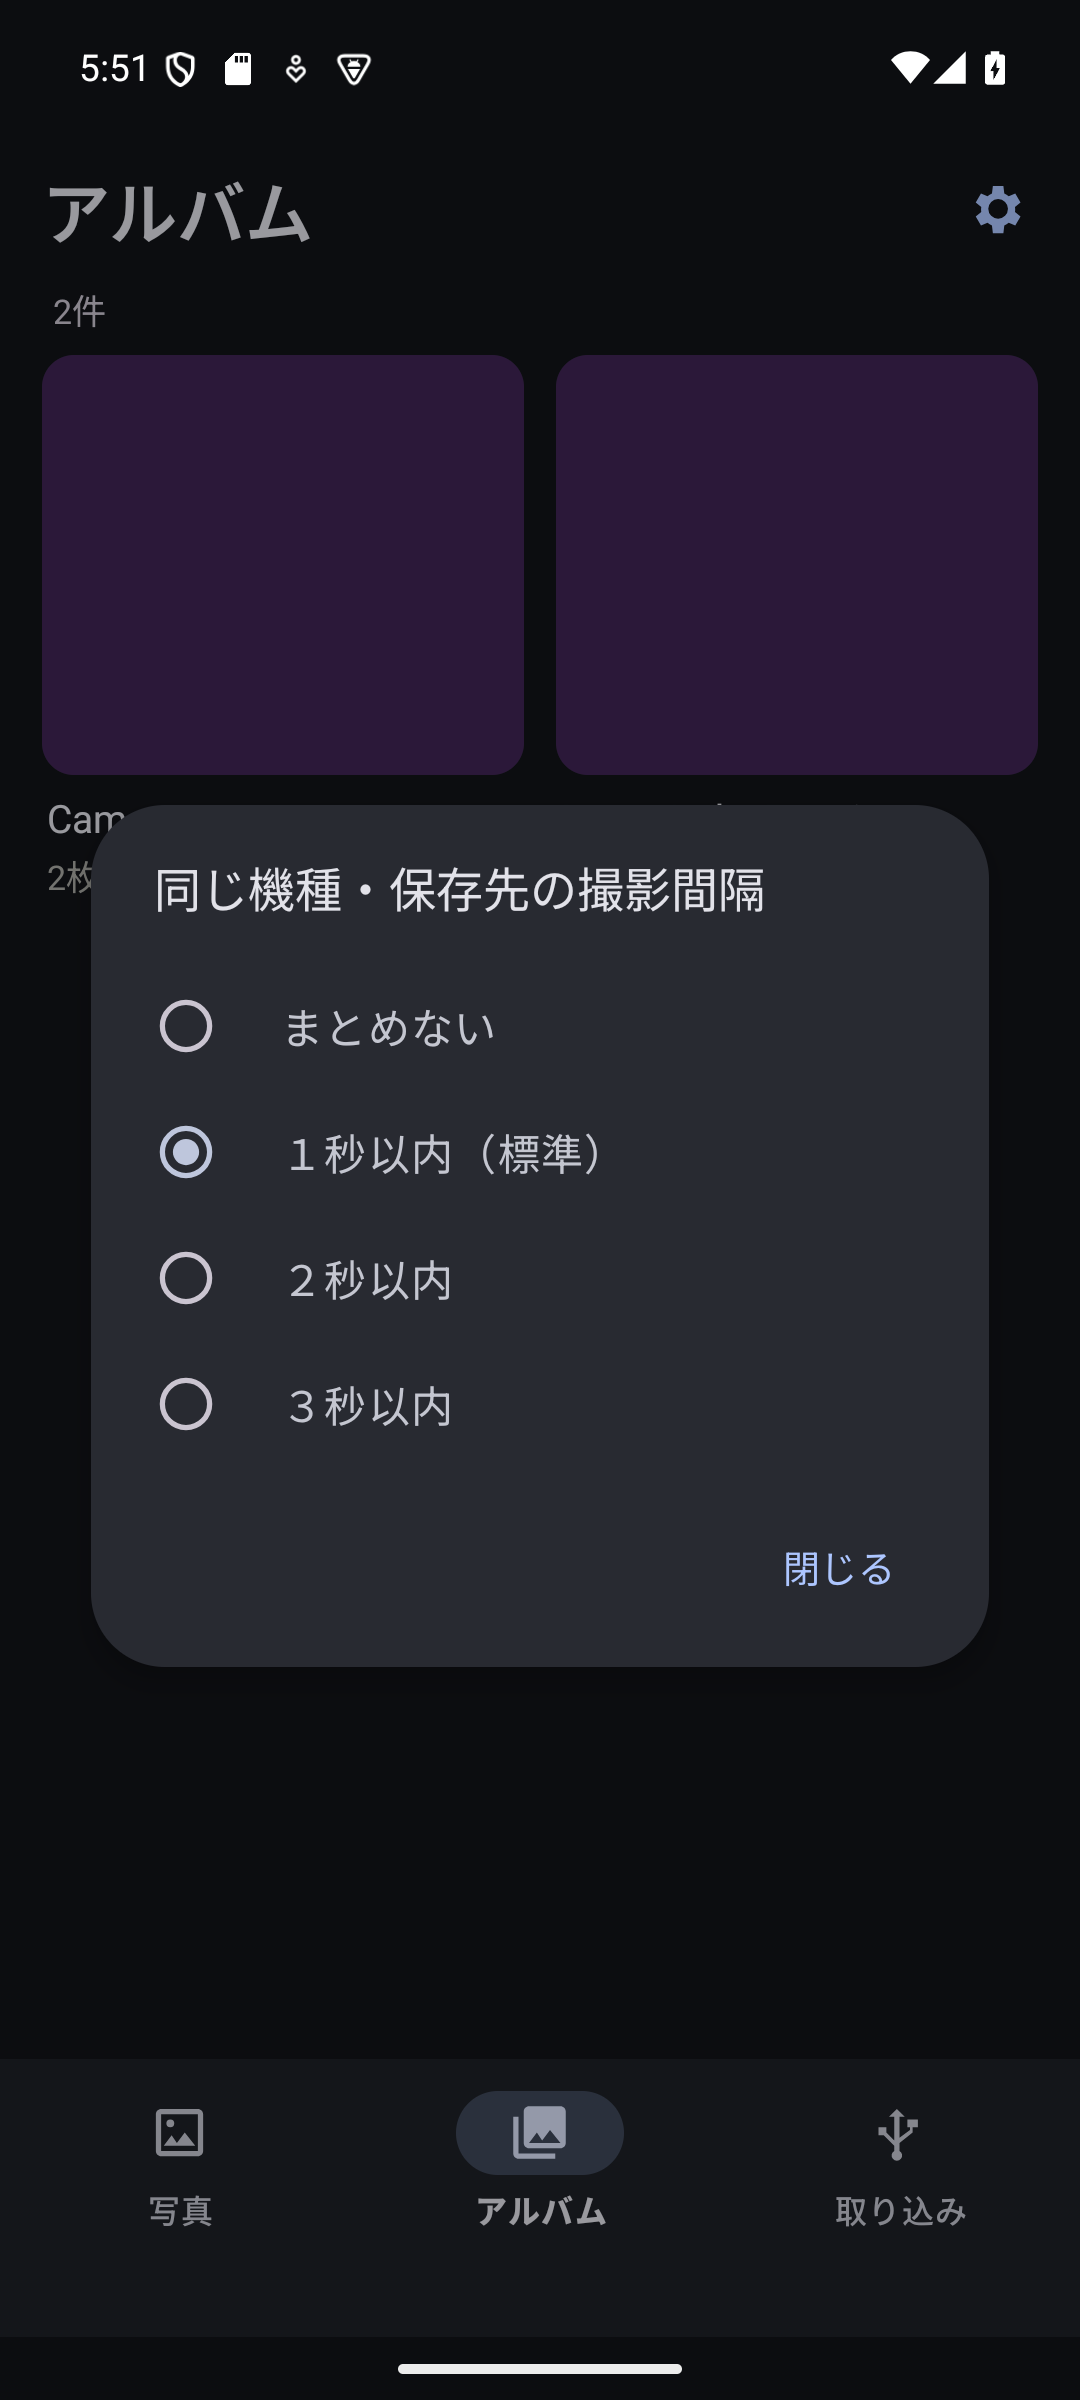 5:51
アルバム
2件
Cam
2枚
同じ機種・保存先の撮影間隔
まとめない
１秒以内（標準）
２秒以内
３秒以内
閉じる
写真
アルバム
取り込み